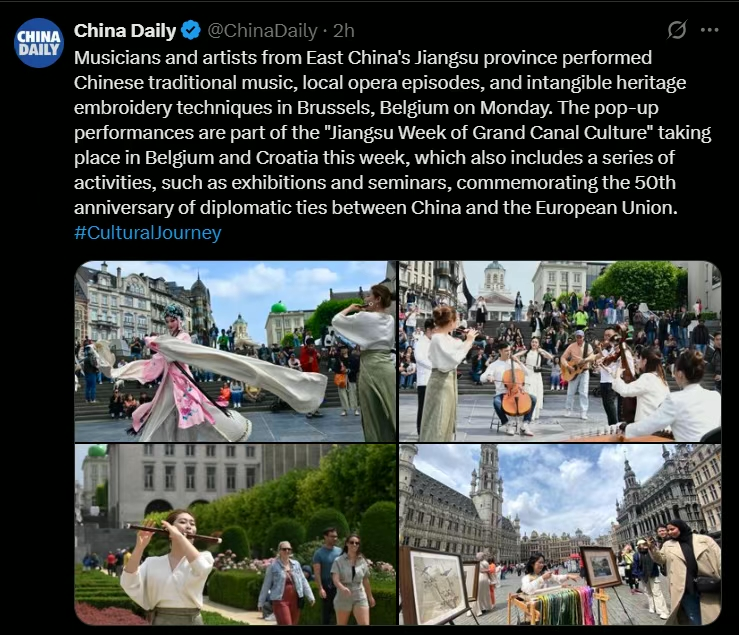 CHINA
DAILY
China Daily @ChinaDaily · 2h
Musicians and artists from East China's Jiangsu province performed
Chinese traditional music, local opera episodes, and intangible heritage
embroidery techniques in Brussels, Belgium on Monday. The pop-up
performances are part of the "Jiangsu Week of Grand Canal Culture" taking
place in Belgium and Croatia this week, which also includes a series of
activities, such as exhibitions and seminars, commemorating the 50th
anniversary of diplomatic ties between China and the European Union.
#CulturalJourney